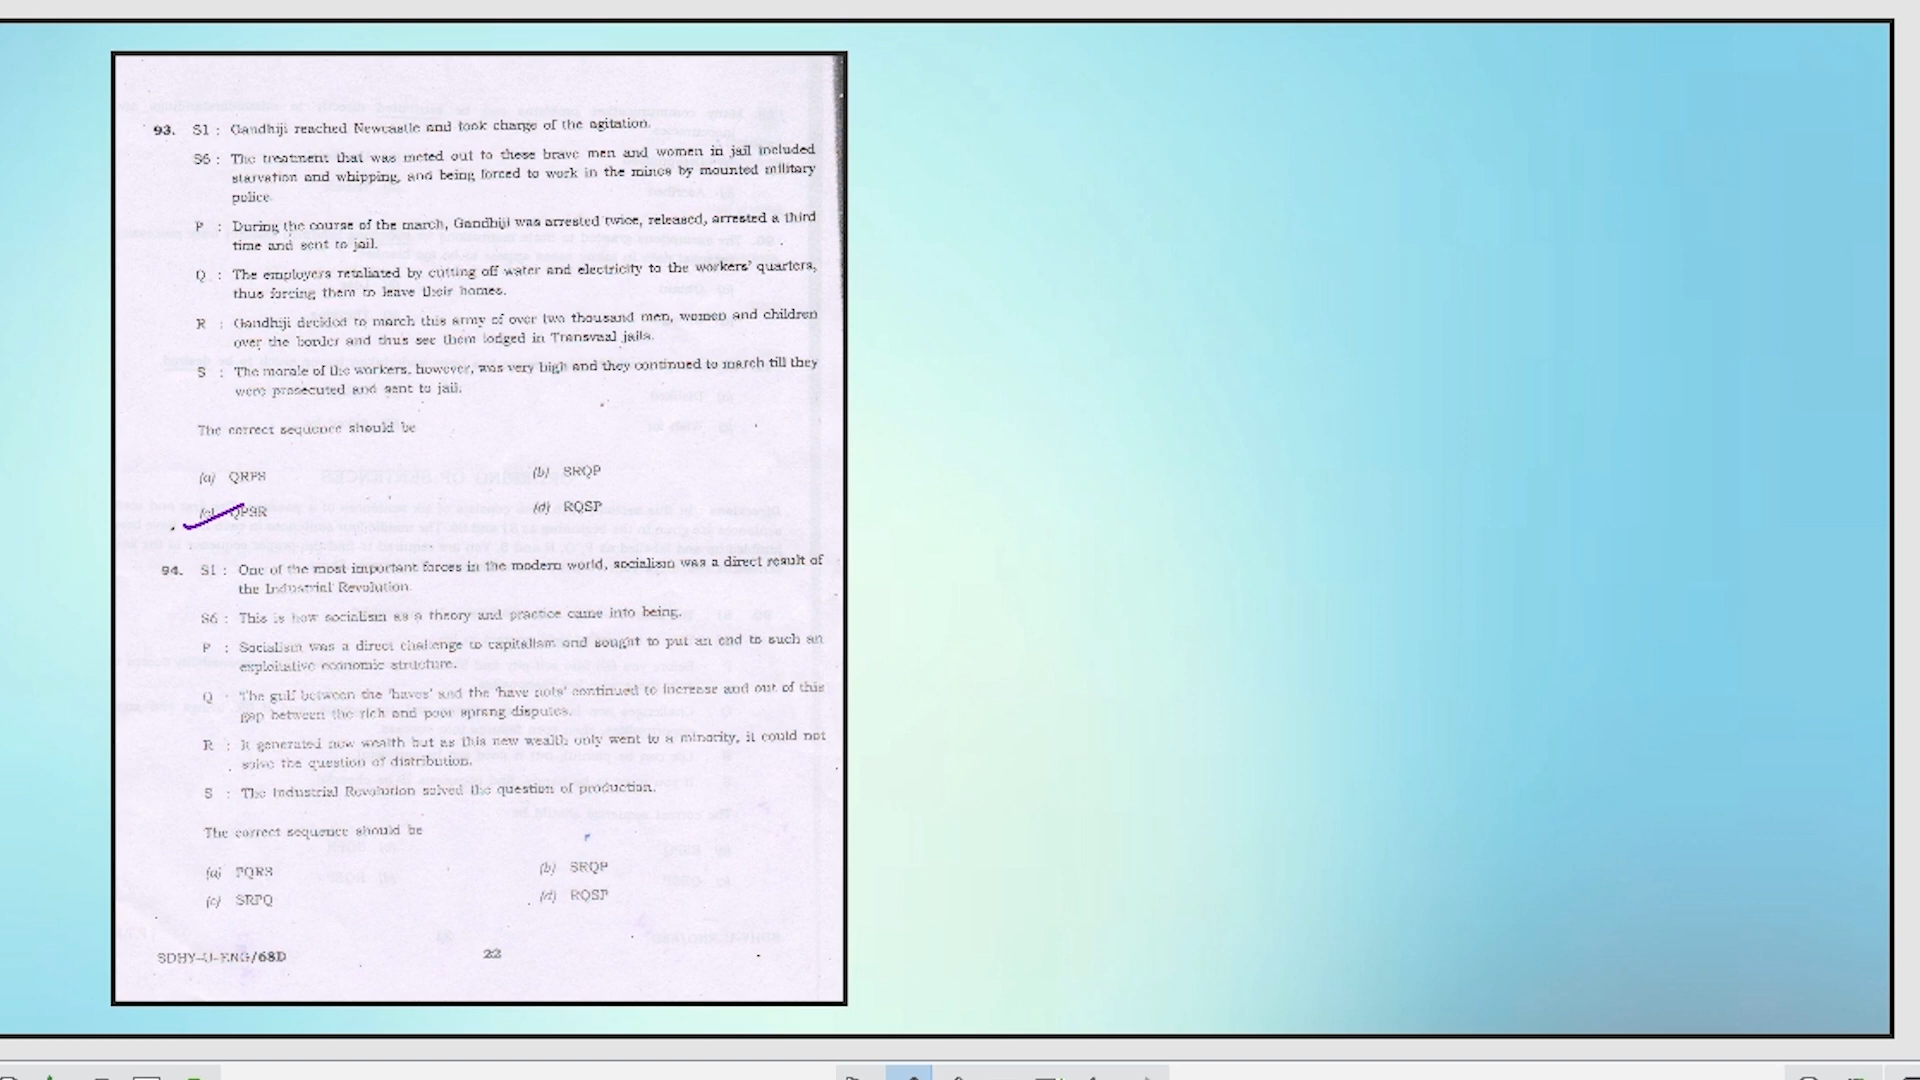 93. S1 : Gandhiji reached Newcastle and took charge of the agitation.
S6 : The treatment that was meted out to these brave men and women in jail included
starvation and whipping, and being forced to work in the mines by mounted military
police.
P : During the course of the march, Gandhiji was arrested twice, released, arrested a third
time and sent to jail.
Q : The employers retaliated by cutting off water and electricity to the workers' quarters,
thus forcing them to leave their homes.
R : Gandhiji decided to march this army of over two thousand men, women and children
over the border and thus see them lodged in Transvaal jails.
S : The morale of the workers, however, was very high and they continued to march till they
were prosecuted and sent to jail.
The correct sequence should be
(a) QRPS
(b) SRQP
(c) QPSR
(d) RQSP
94. S1 : One of the most important forces in the modern world, socialism was a direct result of
the Industrial Revolution.
S6 : This is how socialism as a theory and practice came into being.
P : Socialism was a direct challenge to capitalism and sought to put an end to such an
exploitative economic structure.
Q : The gulf between the 'haves' and the 'have nots' continued to increase and out of this
gap between the rich and poor sprang disputes.
R : It generated new wealth but as this new wealth only went to a minority, it could not
solve the question of distribution.
S : The Industrial Revolution solved the question of production.
The correct sequence should be
(a) PQRS
(b) SRQP
(c) SRPQ
(d) RQSP
SDHY-U-ENG/68D
22